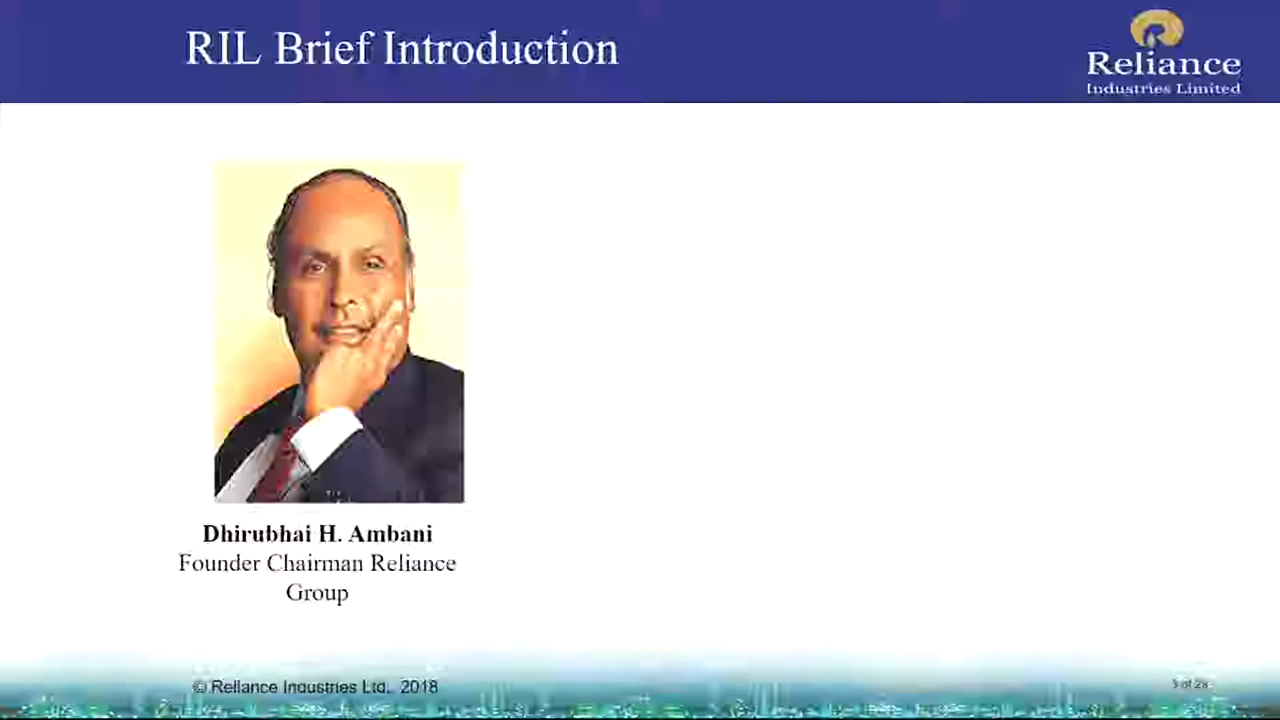 RIL Brief Introduction
Reliance
Industries Limited
Dhirubhai H. Ambani
Founder Chairman Reliance
Group
© Reliance Industries Ltd., 2018